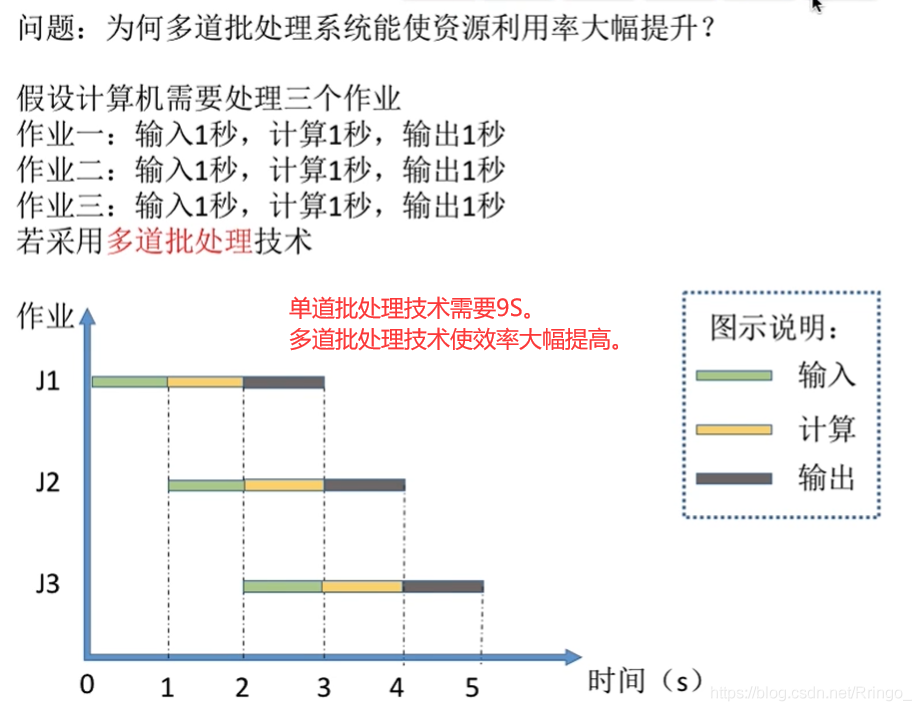 问题：为何多道批处理系统能使资源利用率大幅提升？
假设计算机需要处理三个作业
作业一：输入1秒，计算1秒，输出1秒
作业二：输入1秒，计算1秒，输出1秒
作业三：输入1秒，计算1秒，输出1秒
若采用多道批处理技术
单道批处理技术需要9S。
多道批处理技术使效率大幅提高。
作业
J1
J2
J3
0 1 2 3 4 5
时间（s）
图示说明：
输入
计算
输出
https://blog.csdn.net/Rringo_